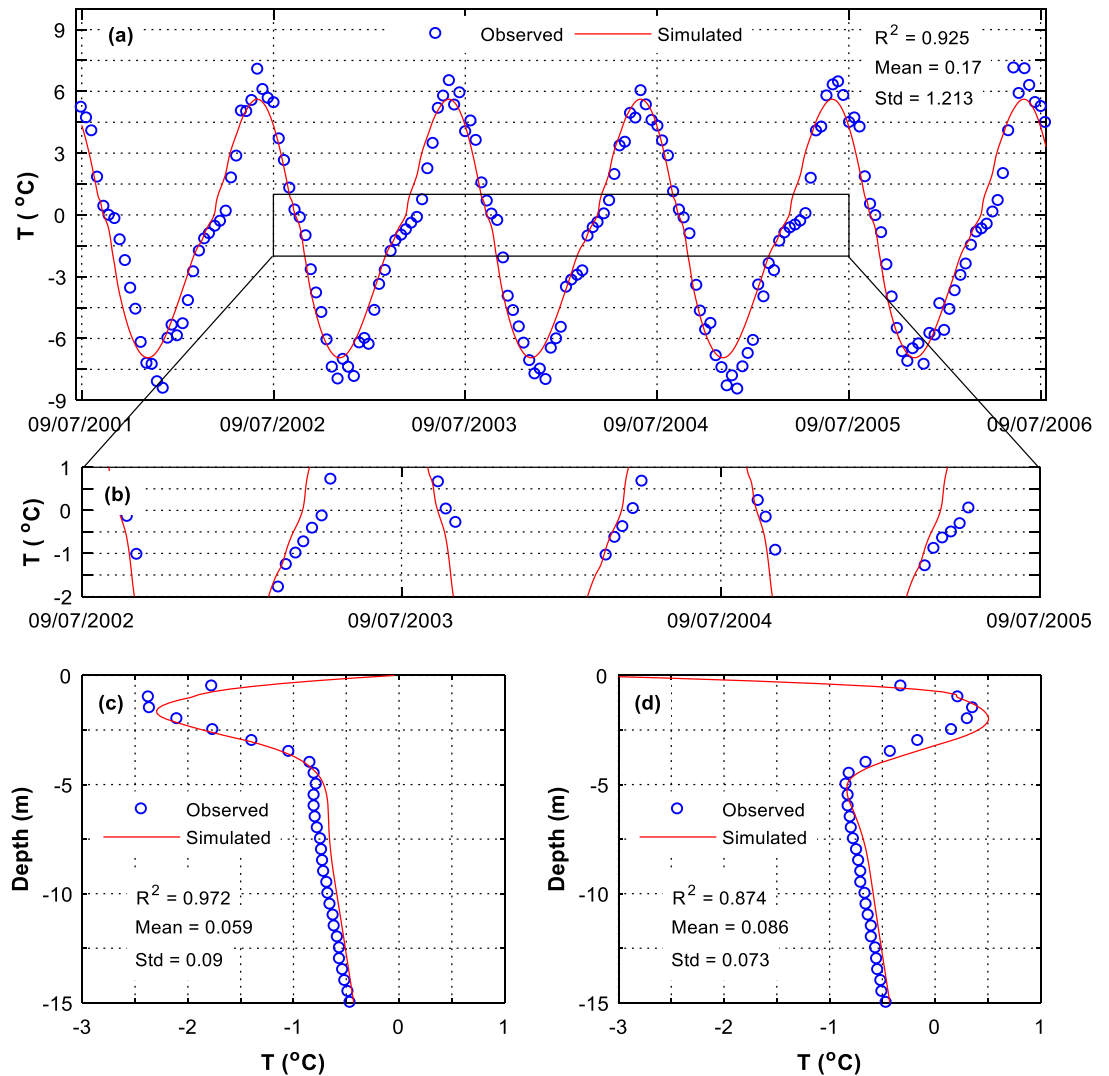 (a)
Observed
Simulated
R2 = 0.925
Mean = 0.17
Std = 1.213
T ( oC)
9
6
3
0
-3
-6
-9
09/07/2001
09/07/2002
09/07/2003
09/07/2004
09/07/2005
09/07/2006
(b)
T ( oC)
1
0
-1
-2
09/07/2002
09/07/2003
09/07/2004
09/07/2005
(c)
Observed
Simulated
R2 = 0.972
Mean = 0.059
Std = 0.09
Depth (m)
0
-5
-10
-15
-3
-2
-1
0
1
T (oC)
(d)
Observed
Simulated
R2 = 0.874
Mean = 0.086
Std = 0.073
Depth (m)
0
-5
-10
-15
-3
-2
-1
0
1
T (oC)